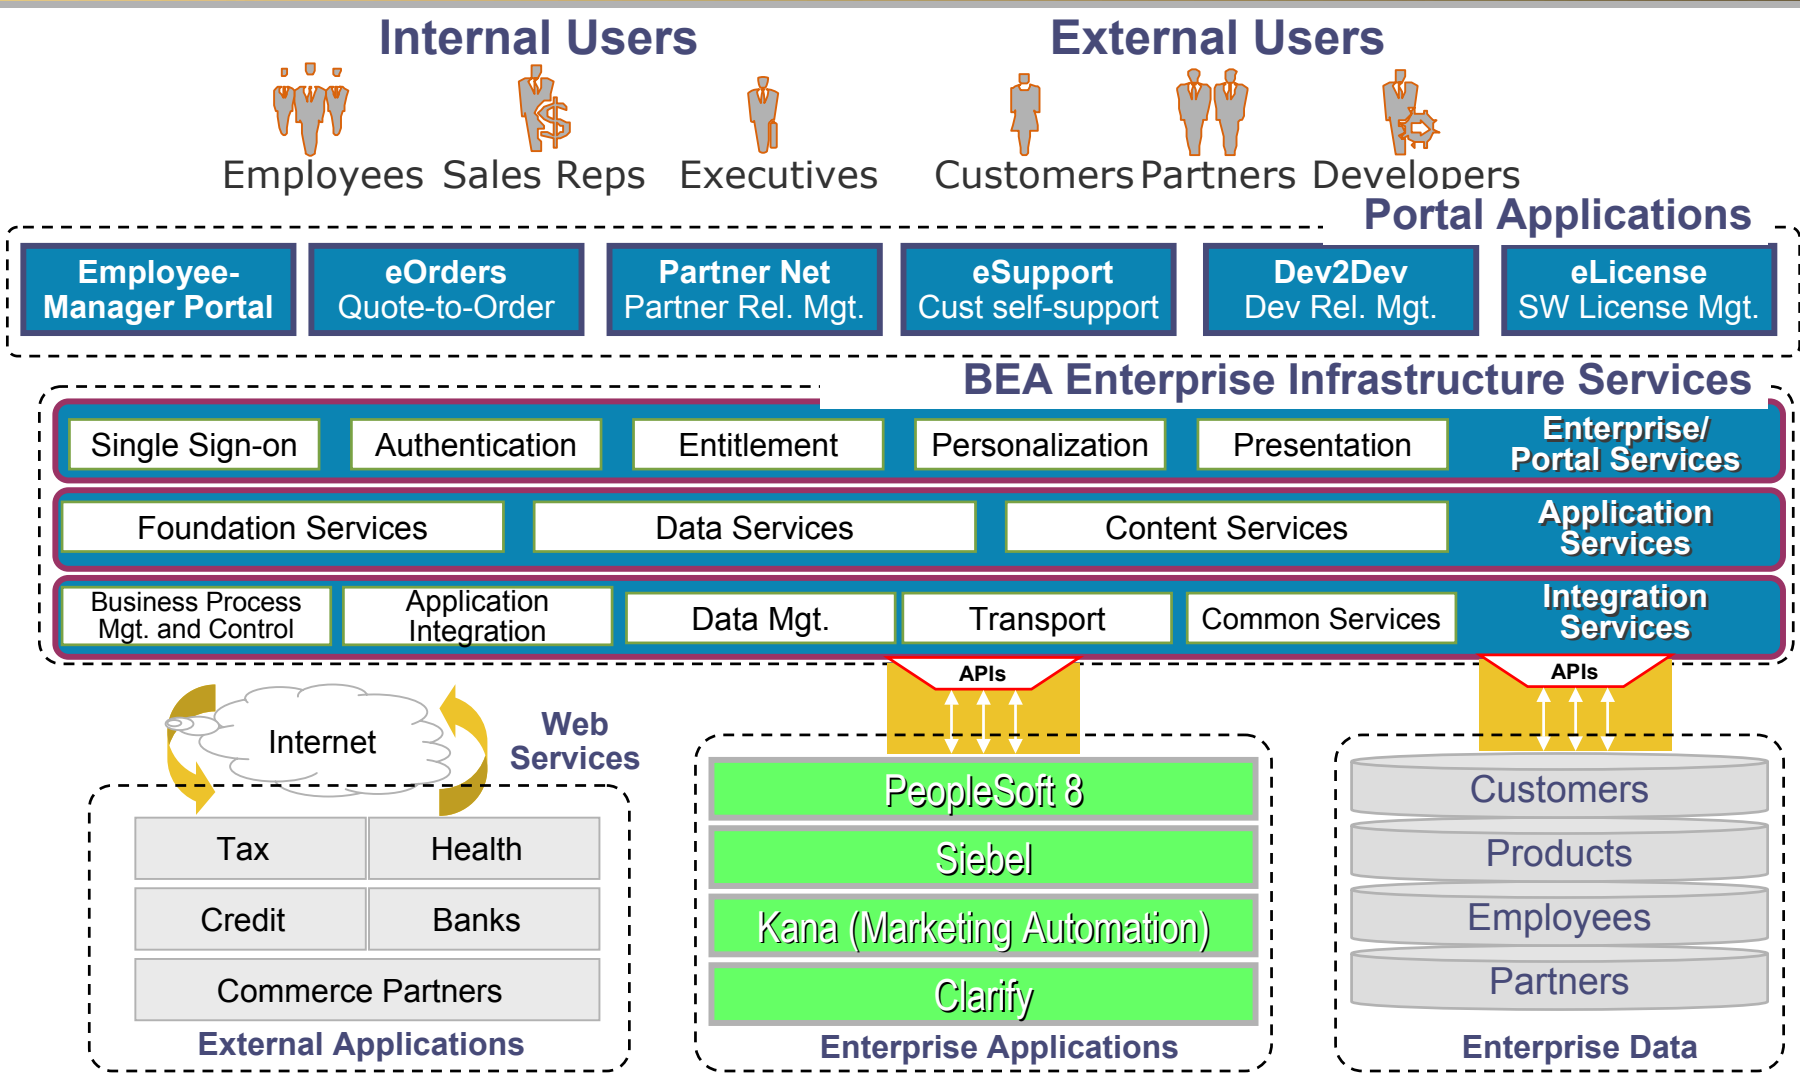 Internal Users
External Users
Employees
Sales Reps
Executives
Customers
Partners
Developers
Portal Applications
Employee-
Manager Portal
eOrders
Quote-to-Order
Partner Net
Partner Rel. Mgt.
eSupport
Cust self-support
Dev2Dev
Dev Rel. Mgt.
eLicense
SW License Mgt.
BEA Enterprise Infrastructure Services
Single Sign-on
Authentication
Entitlement
Personalization
Presentation
Enterprise/
Portal Services
Foundation Services
Data Services
Content Services
Application
Services
Business Process
Mgt. and Control
Application
Integration
Data Mgt.
Transport
Common Services
Integration
Services
APIs
APIs
Internet
Web
Services
Tax
Health
Credit
Banks
Commerce Partners
External Applications
PeopleSoft 8
Siebel
Kana (Marketing Automation)
Clarify
Enterprise Applications
Customers
Products
Employees
Partners
Enterprise Data